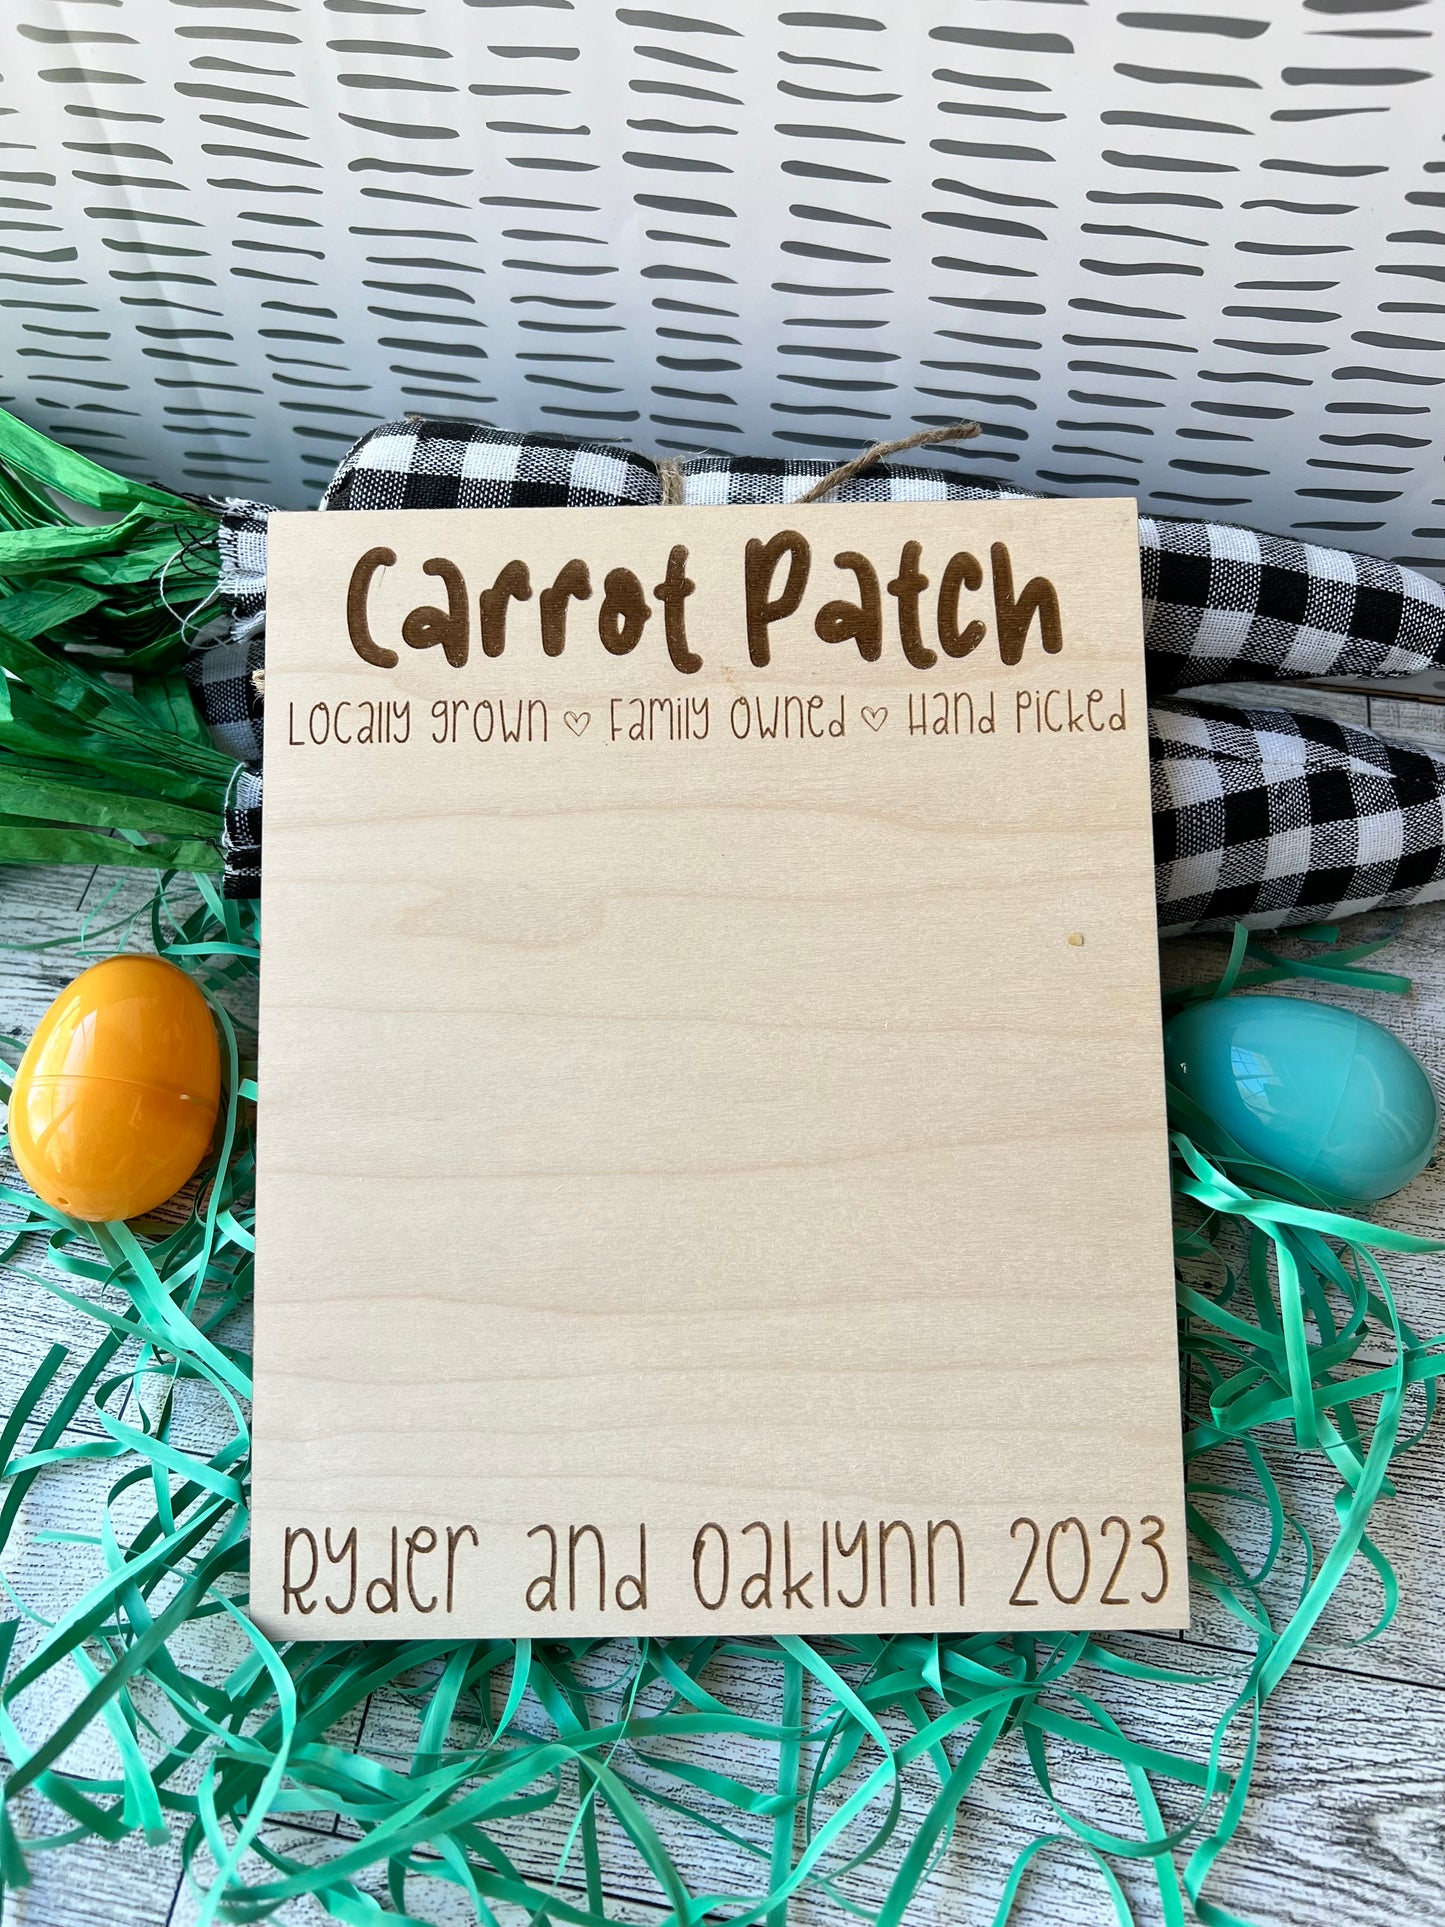 Carrot Patch
Locally grown ♡ Family owned ♡ Hand Picked
Ryder and Oaklynn 2023